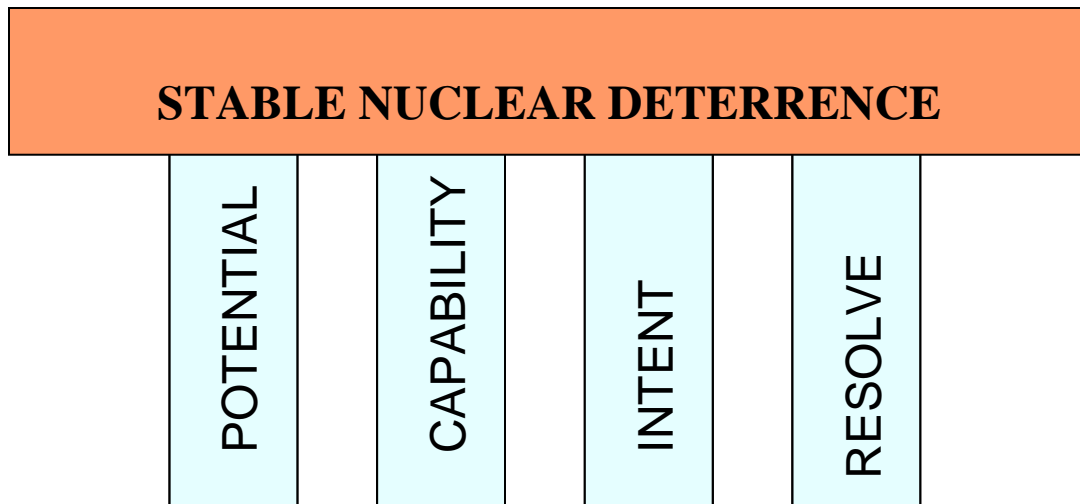 STABLE NUCLEAR DETERRENCE
POTENTIAL
CAPABILITY
INTENT
RESOLVE